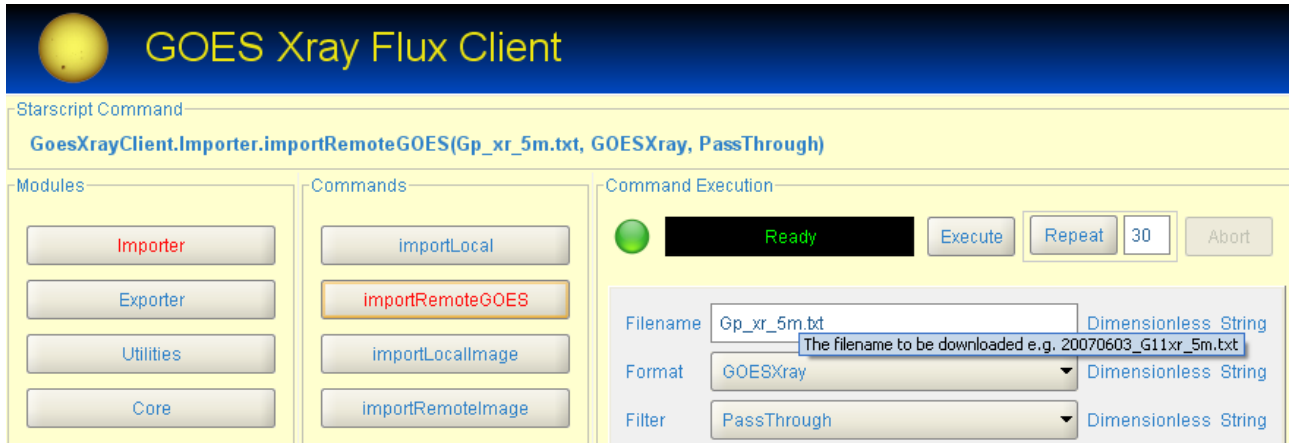 GOES Xray Flux Client
Starscript Command
GoesXrayClient.Importer.importRemoteGOES(Gp_xr_5m.txt, GOESXray, PassThrough)
Modules
Importer
Exporter
Utilities
Core
Commands
importLocal
importRemoteGOES
importLocalImage
importRemoteImage
Command Execution
Ready Execute Repeat 30 Abort
Filename Gp_xr_5m.txt Dimensionless String
The filename to be downloaded e.g. 20070603_G11xr_5m.txt
Format GOESXray Dimensionless String
Filter PassThrough Dimensionless String